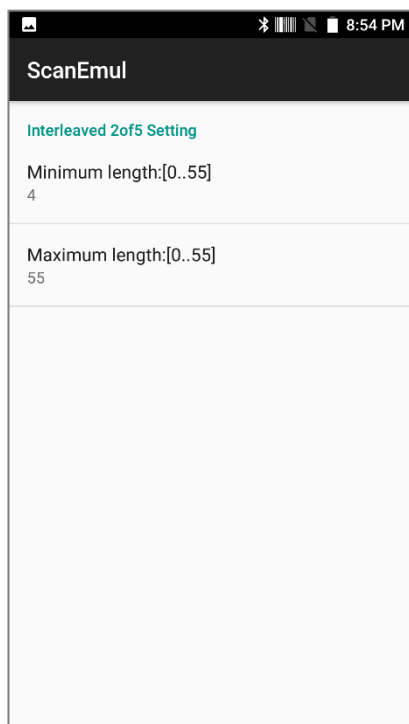 8:54 PM
ScanEmul
Interleaved 2of5 Setting
Minimum length:[0..55]
4
Maximum length:[0..55]
55